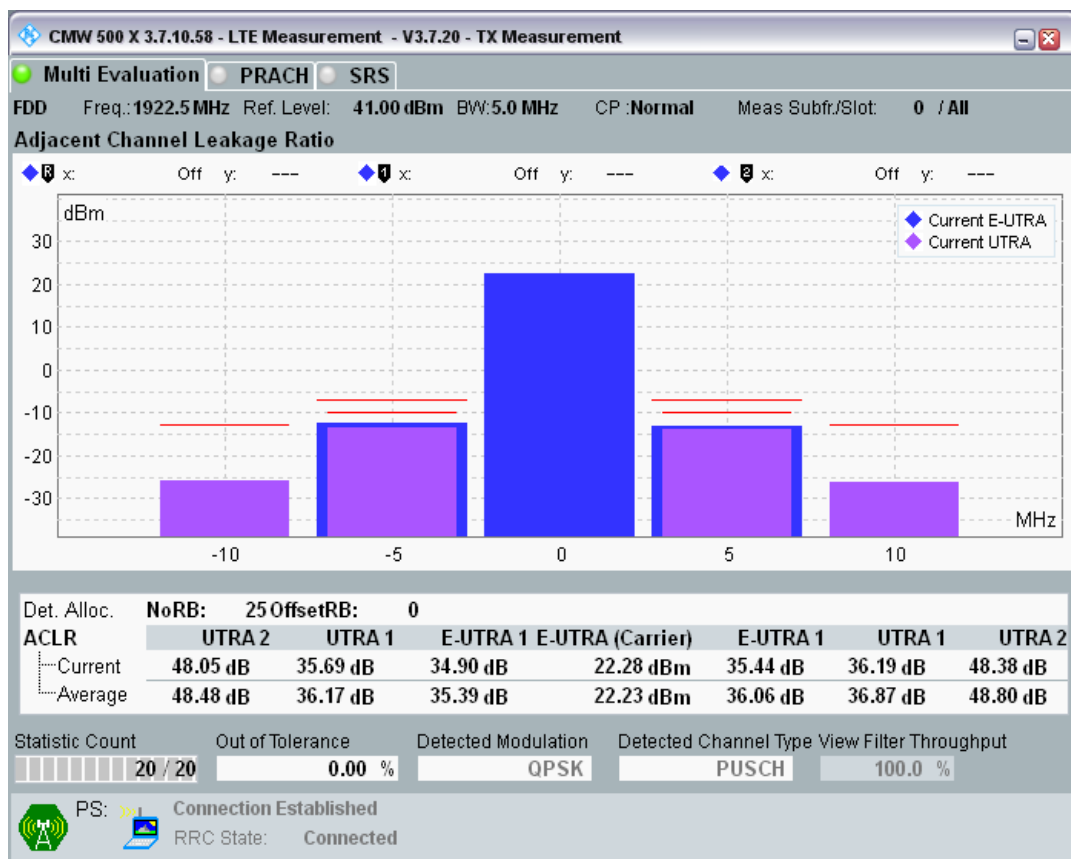 CMW 500 X 3.7.10.58 - LTE Measurement - V3.7.20 - TX Measurement
Multi Evaluation PRACH SRS
FDD Freq.: 1922.5 MHz Ref. Level: 41.00 dBm BW: 5.0 MHz CP : Normal Meas Subfr./Slot: 0 / All
Adjacent Channel Leakage Ratio
R x: Off y: --- 1 x: Off y: --- 2 x: Off y: ---
dBm
Current E-UTRA
Current UTRA
30
20
10
0
-10
-20
-30
MHz
-10 -5 0 5 10
Det. Alloc. NoRB: 25 OffsetRB: 0
ACLR UTRA 2 UTRA 1 E-UTRA 1 E-UTRA (Carrier) E-UTRA 1 UTRA 1 UTRA 2
Current 48.05 dB 35.69 dB 34.90 dB 22.28 dBm 35.44 dB 36.19 dB 48.38 dB
Average 48.48 dB 36.17 dB 35.39 dB 22.23 dBm 36.06 dB 36.87 dB 48.80 dB
Statistic Count Out of Tolerance Detected Modulation Detected Channel Type View Filter Throughput
20 / 20 0.00 % QPSK PUSCH 100.0 %
PS: Connection Established
RRC State: Connected